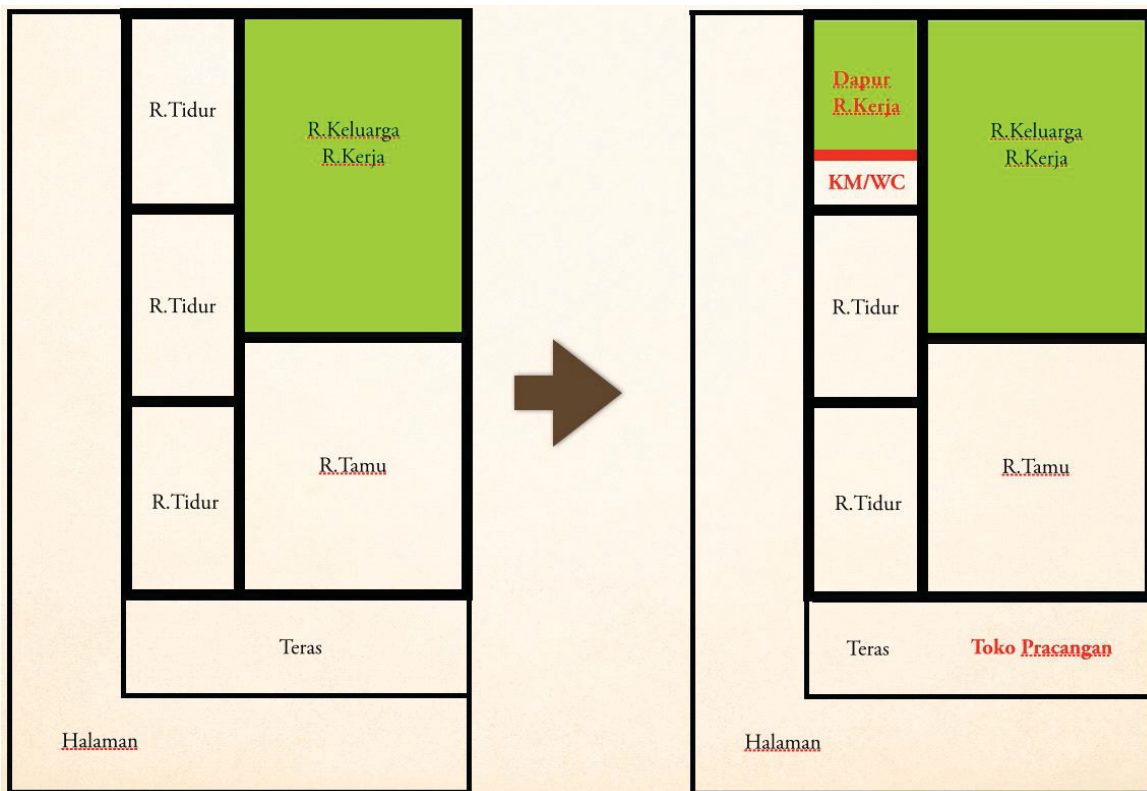 R.Tidur
R.Keluarga
R.Kerja
R.Tidur
R.Tidur
R.Tamu
Teras
Halaman
Dapur
R.Kerja
KM/WC
R.Keluarga
R.Kerja
R.Tidur
R.Tidur
R.Tamu
Teras
Toko Pracangan
Halaman